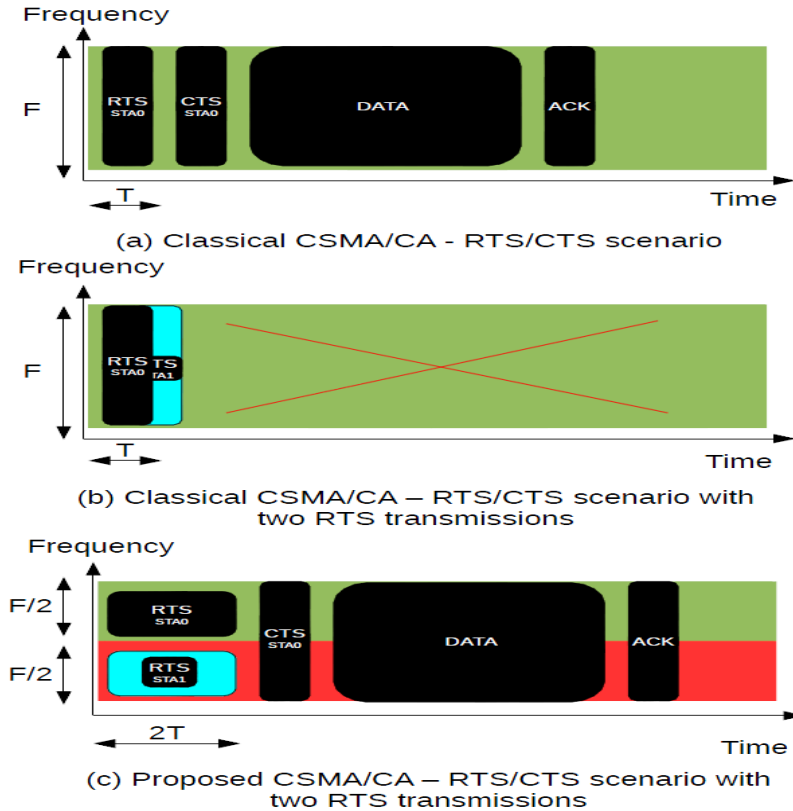 Frequency
F
RTS
STA0
CTS
STA0
DATA
ACK
T
Time
(a) Classical CSMA/CA - RTS/CTS scenario
Frequency
F
RTS
STA0
TS
TA1
T
Time
(b) Classical CSMA/CA – RTS/CTS scenario with
two RTS transmissions
Frequency
F/2
RTS
STA0
F/2
RTS
STA1
CTS
STA0
DATA
ACK
2T
Time
(c) Proposed CSMA/CA – RTS/CTS scenario with
two RTS transmissions